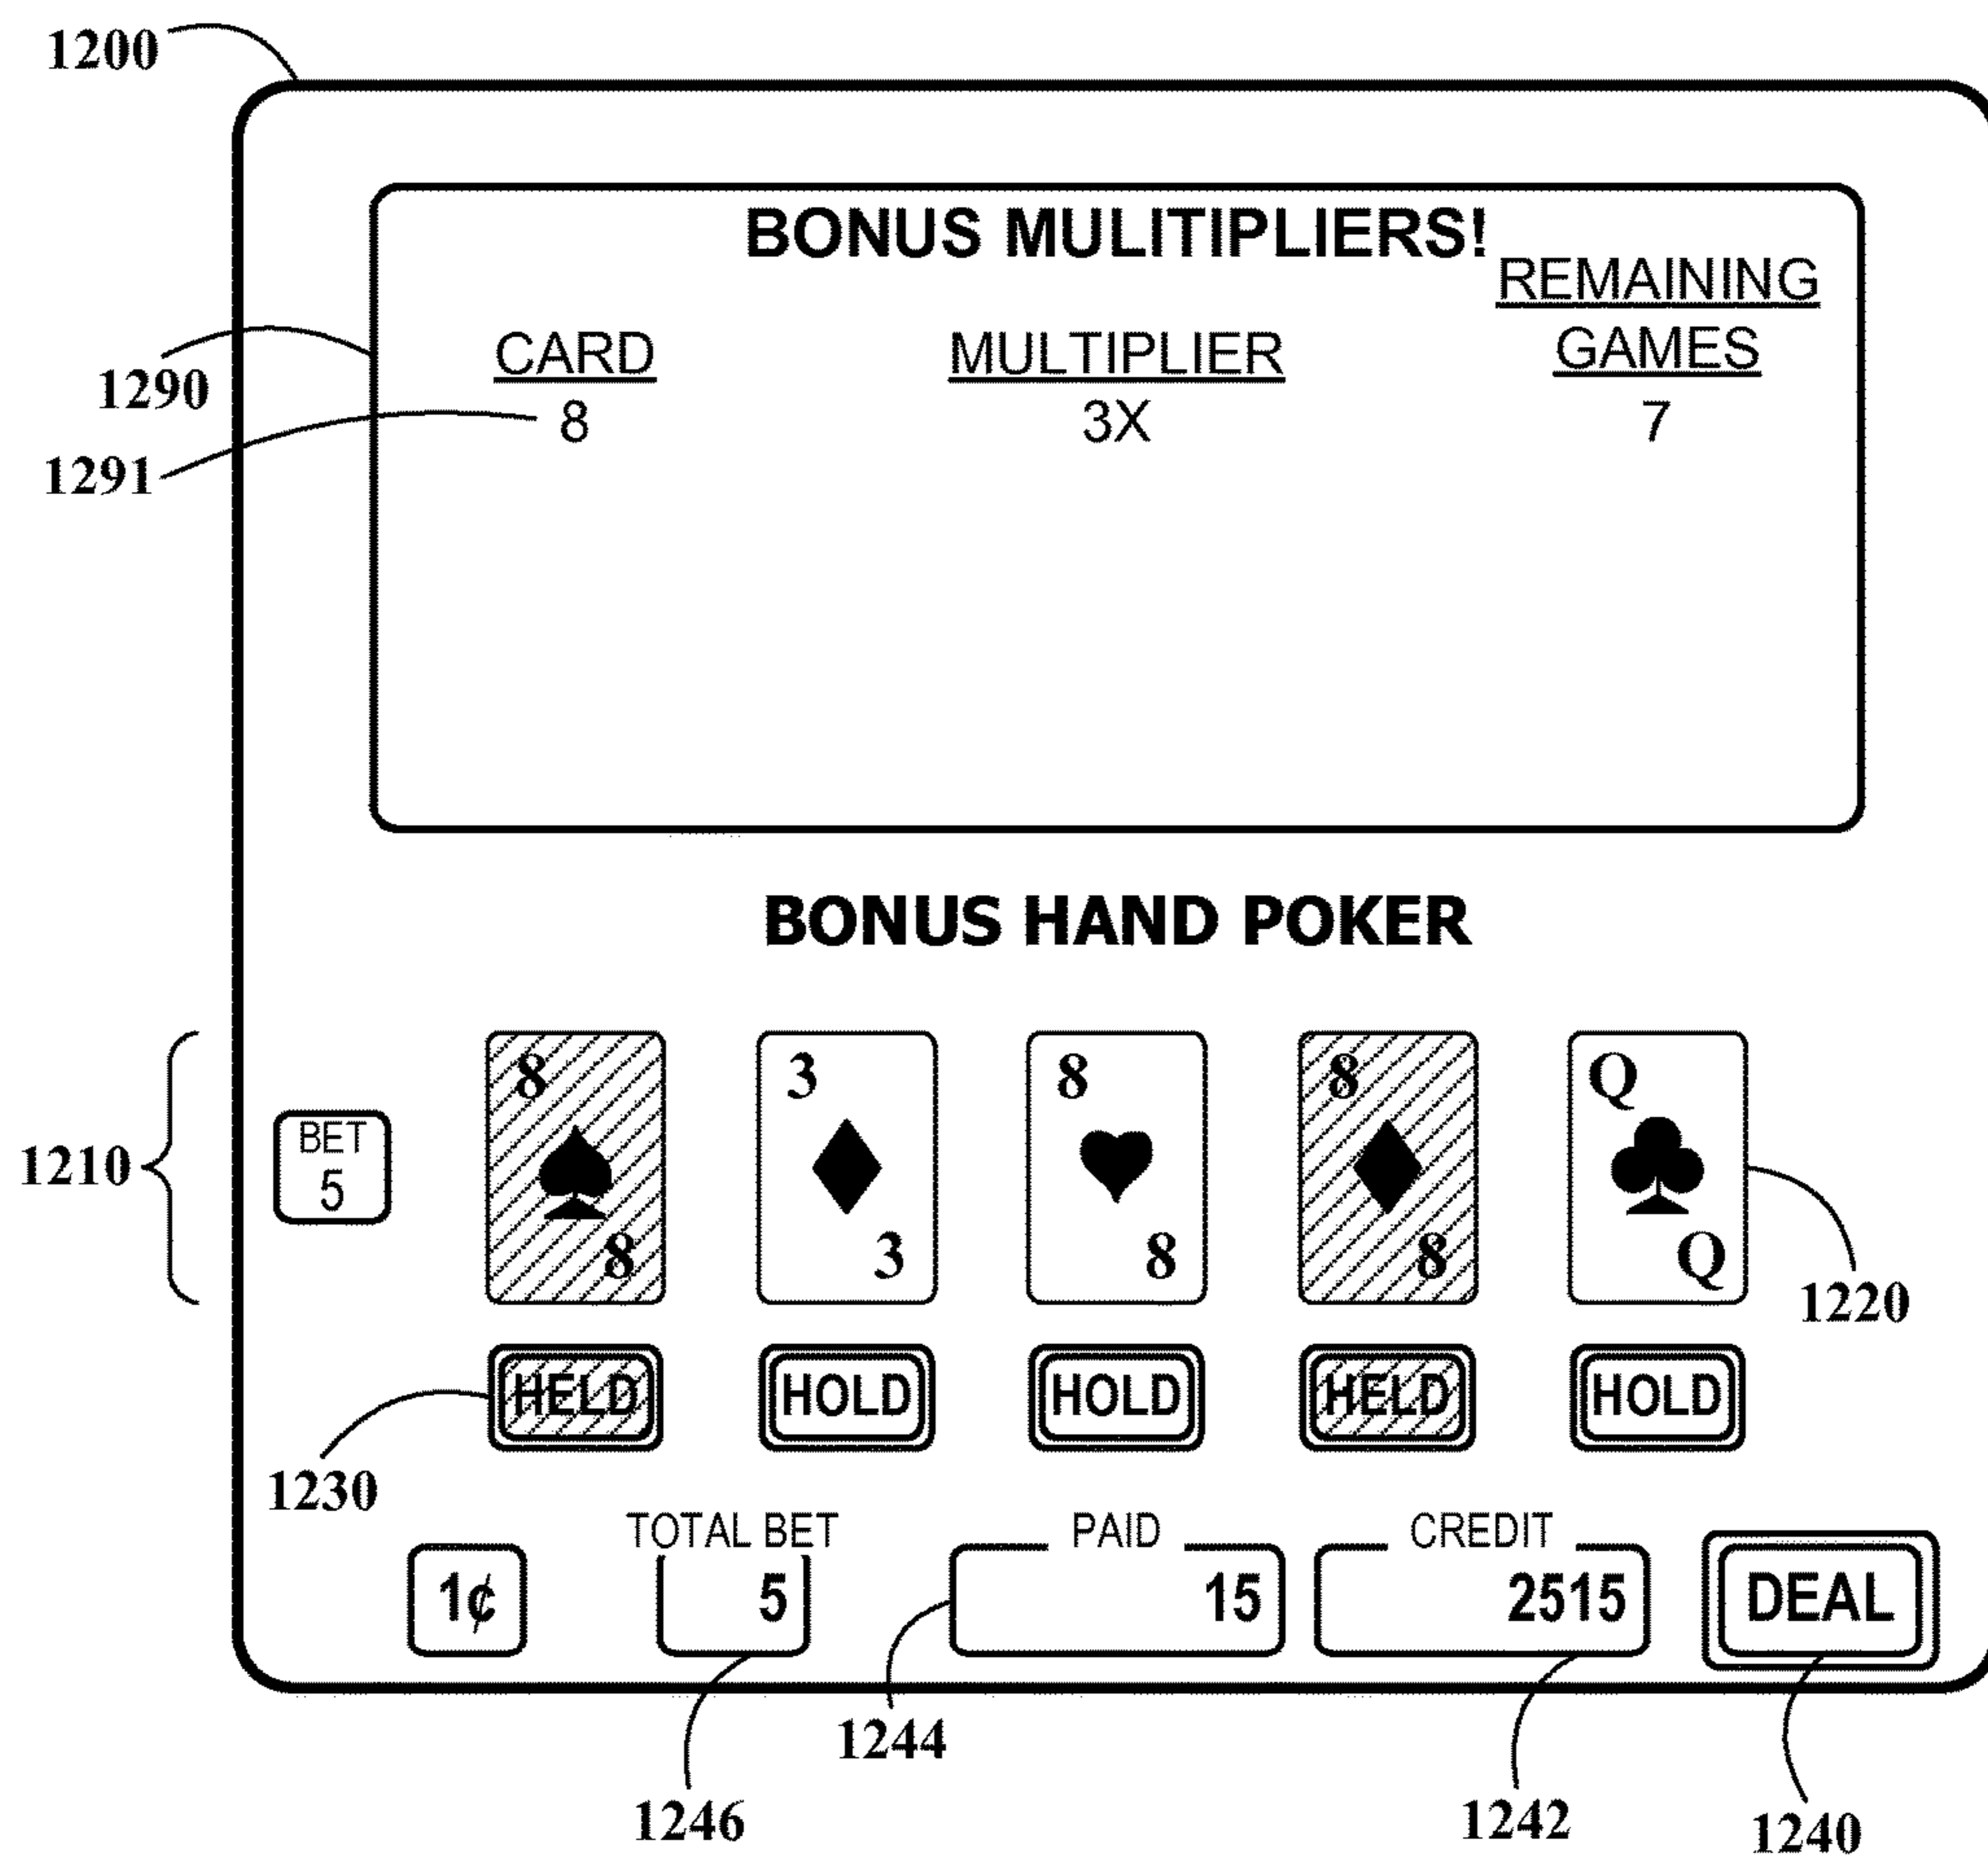 1200
BONUS MULITIPLIERS!
REMAINING
CARD MULTIPLIER GAMES
1290
8 3X 7
1291
BONUS HAND POKER
8 3 8 8 Q
BET
1210
5
8 3 8 8 Q
1220
HELD HOLD HOLD HELD HOLD
1230
TOTAL BET PAID CREDIT
1¢ 5 15 2515 DEAL
1244
1246 1242 1240